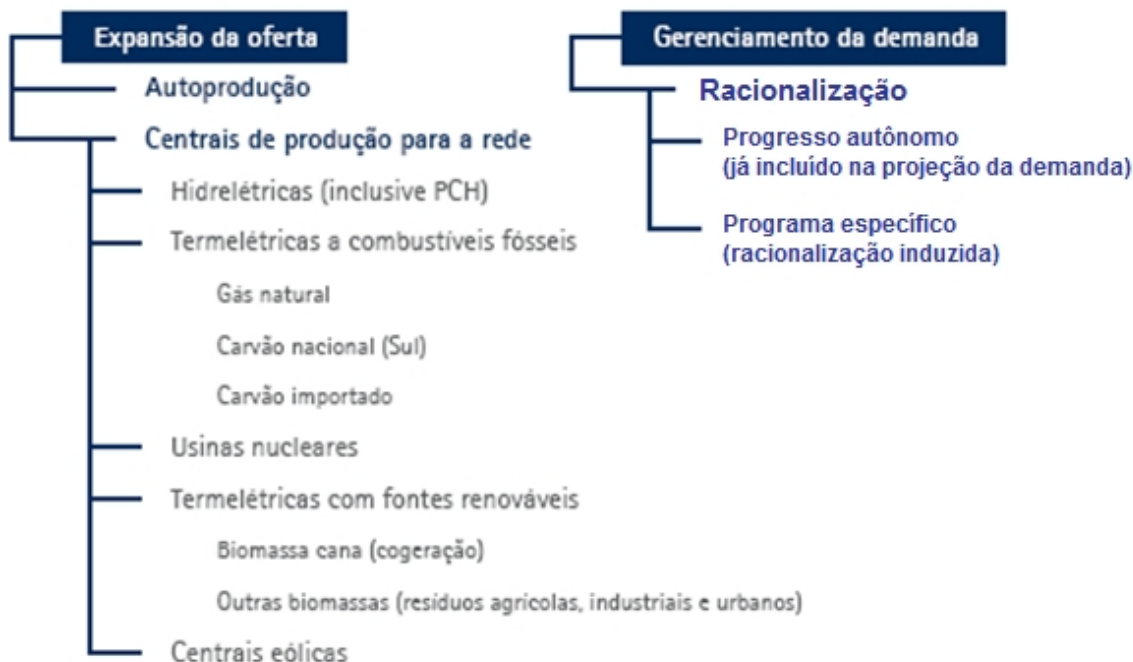 Expansão da oferta
Autoprodução
Centrais de produção para a rede
Hidrelétricas (inclusive PCH)
Termelétricas a combustíveis fósseis
Gás natural
Carvão nacional (Sul)
Carvão importado
Usinas nucleares
Termelétricas com fontes renováveis
Biomassa cana (cogeração)
Outras biomassas (resíduos agrícolas, industriais e urbanos)
Centrais eólicas
Gerenciamento da demanda
Racionalização
Progresso autônomo
(já incluído na projeção da demanda)
Programa específico
(racionalização induzida)